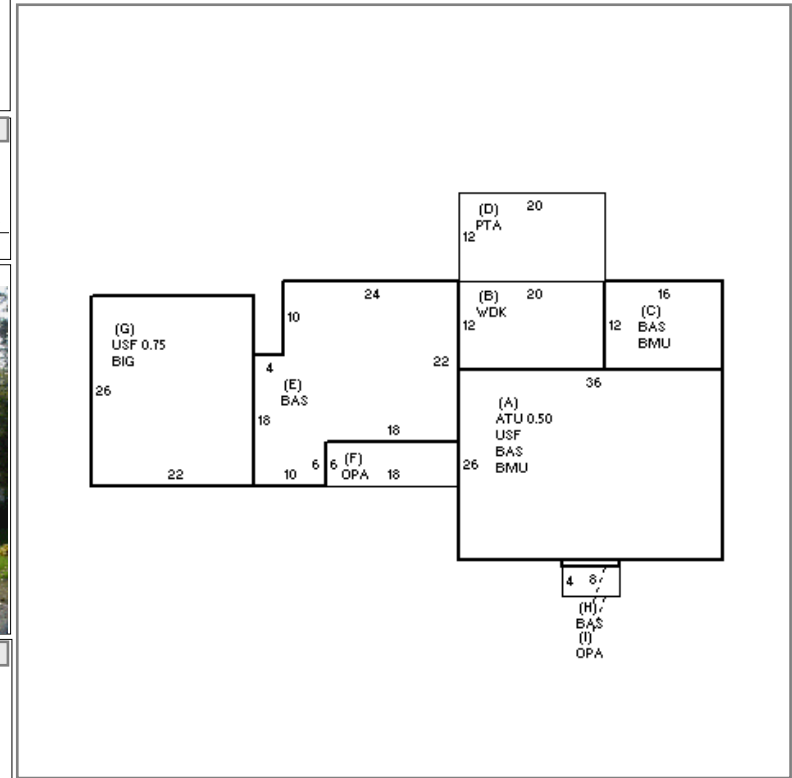 (D)
PTA
20
12
24
10
(B)
WDK
20
12
16
(C)
BAS
BMU
12
(G)
USF 0.75
BIG
26
22
4
(E)
BAS
18
22
18
10
6
6
(F)
OPA
18
36
(A)
ATU 0.50
USF
BAS
BMU
26
4
8
(H)
BAS
(I)
OPA